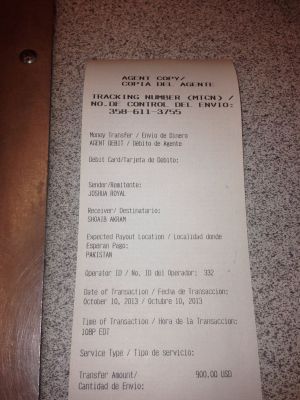 AGENT COPY/
COPIA DEL AGENTE
TRACKING NUMBER (MTCN) /
NO.DE CONTROL DEL ENVIO:
358-611-3755
Money Transfer / Envio de Dinero
AGENT DEBIT / Debito de Agente
Debit Card/Tarjeta de Debito:
Sender/Remitente:
JOSHUA ROYAL
Receiver/ Destinatario:
SHOAIB AKRAM
Expected Payout Location / Localidad donde
Esperan Pago:
PAKISTAN
Operator ID / No. ID del Operador: 332
Date of Transaction / Fecha de Transaccion:
October 10, 2013 / Octubre 10, 2013
Time of Transaction / Hora de la Transaccion:
108P EDT
Service Type / Tipo de servicio:
Transfer Amount/ 900.00 USD
Cantidad de Envio: